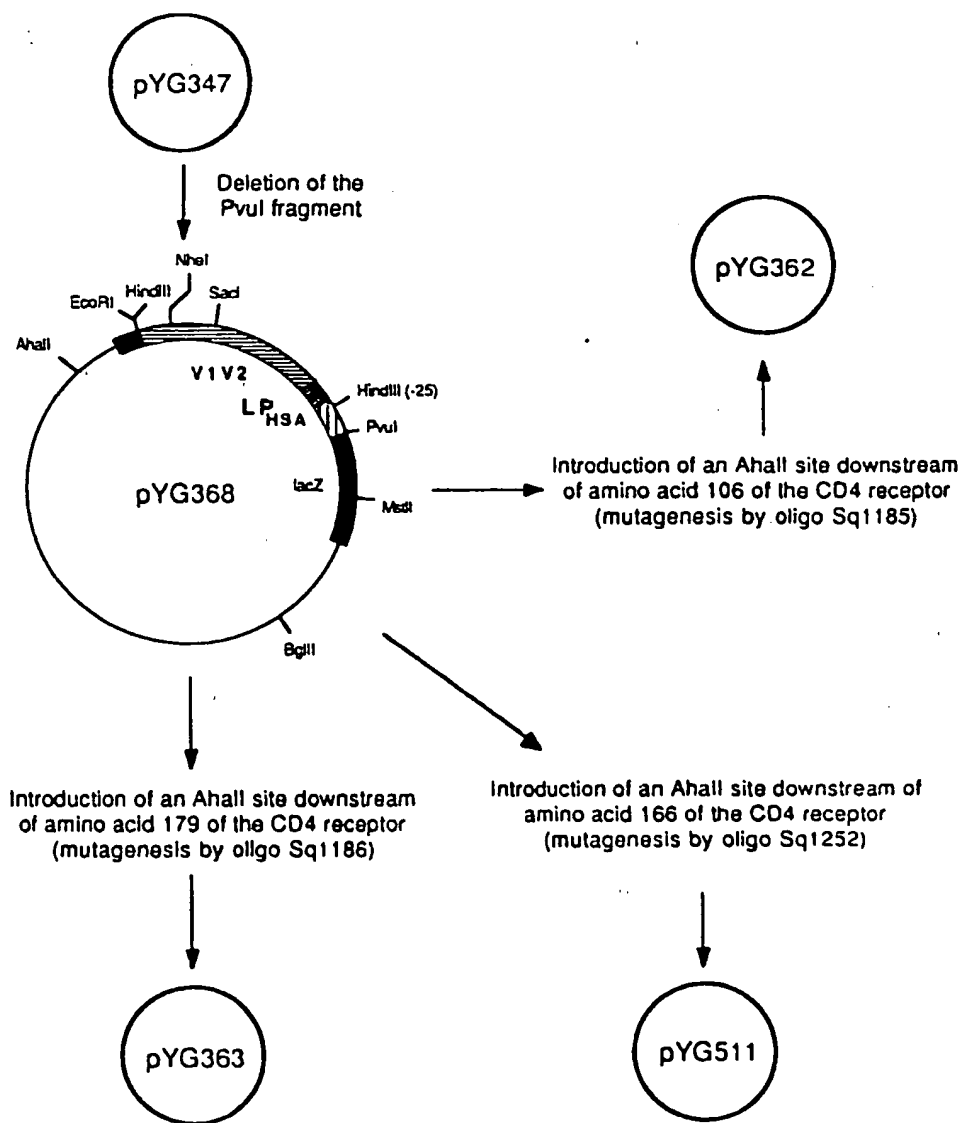 pYG347
Deletion of the
PvuI fragment
NheI
HindIII
SacI
EcoRI
AhaII
V1V2
HindIII (-25)
LP HSA
PvuI
pYG368
lacZ
MstII
BglII
pYG362
Introduction of an AhaII site downstream
of amino acid 106 of the CD4 receptor
(mutagenesis by oligo Sq1185)
Introduction of an AhaII site downstream
of amino acid 179 of the CD4 receptor
(mutagenesis by oligo Sq1186)
Introduction of an AhaII site downstream of
amino acid 166 of the CD4 receptor
(mutagenesis by oligo Sq1252)
pYG363
pYG511